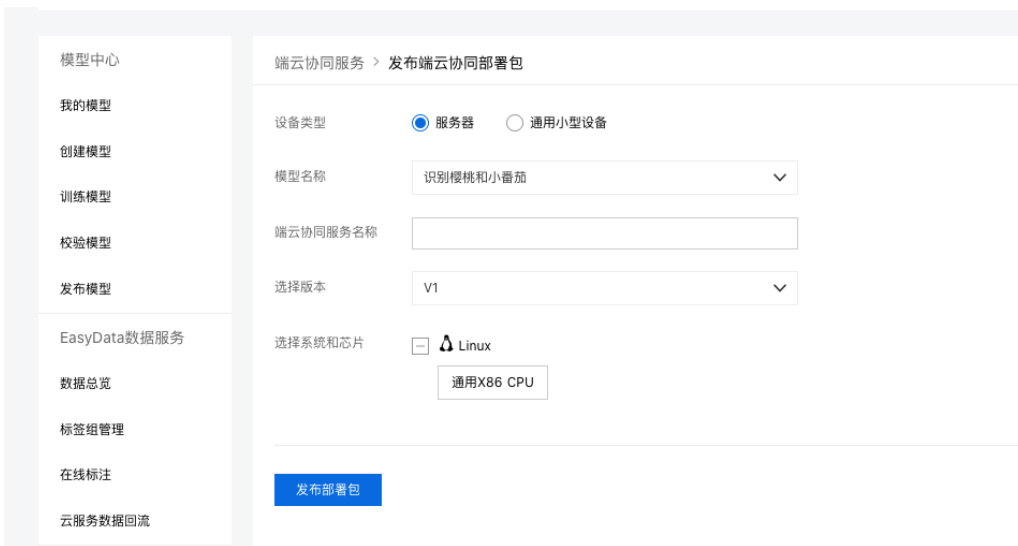 模型中心
我的模型
创建模型
训练模型
校验模型
发布模型
EasyData数据服务
数据总览
标签组管理
在线标注
云服务数据回流
端云协同服务 > 发布端云协同部署包
设备类型 服务器 通用小型设备
模型名称 识别樱桃和小番茄
端云协同服务名称
选择版本 V1
选择系统和芯片 Linux
通用X86 CPU
发布部署包